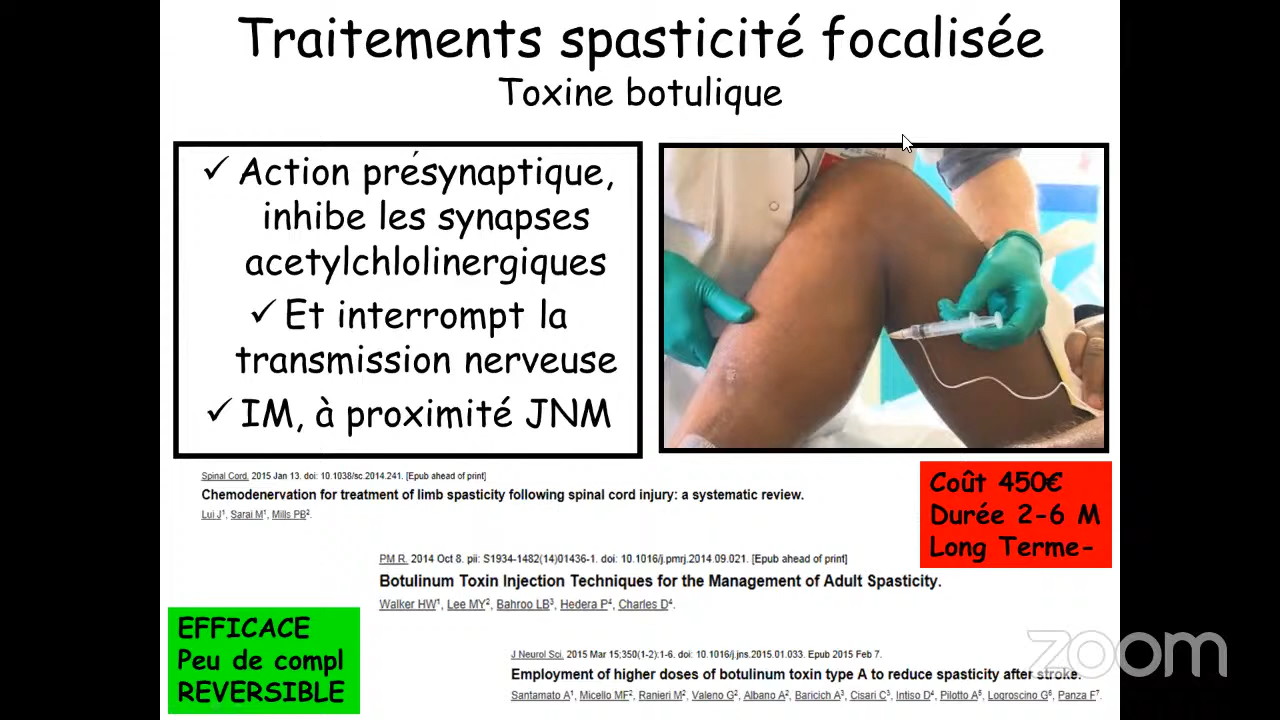 Traitements spasticité focalisée
Toxine botulique
✓ Action présynaptique,
inhibe les synapses
acetylchlolinergiques
✓ Et interrompt la
transmission nerveuse
✓ IM, à proximité JNM
Spinal Cord. 2015 Jan 13. doi: 10.1038/sc.2014.241. [Epub ahead of print]
Chemodenervation for treatment of limb spasticity following spinal cord injury: a systematic review.
Lui J¹, Sarai M¹, Mills PB².
Coût 450€
Durée 2-6 M
Long Terme-
PM R. 2014 Oct 8. pii: S1934-1482(14)01436-1. doi: 10.1016/j.pmrj.2014.09.021. [Epub ahead of print]
Botulinum Toxin Injection Techniques for the Management of Adult Spasticity.
Walker HW¹, Lee MY², Bahroo LB³, Hedera P⁴, Charles D⁴.
EFFICACE
Peu de compl
REVERSIBLE
J Neurol Sci. 2015 Mar 15;350(1-2):1-6. doi: 10.1016/j.jns.2015.01.033. Epub 2015 Feb 7.
Employment of higher doses of botulinum toxin type A to reduce spasticity after stroke.
Santamato A¹, Micello MF², Ranieri M², Valeno G², Albano A², Baricich A³, Cisari C³, Intiso D⁴, Pilotto A⁵, Logroscino G⁶, Panza F⁷.
zoom